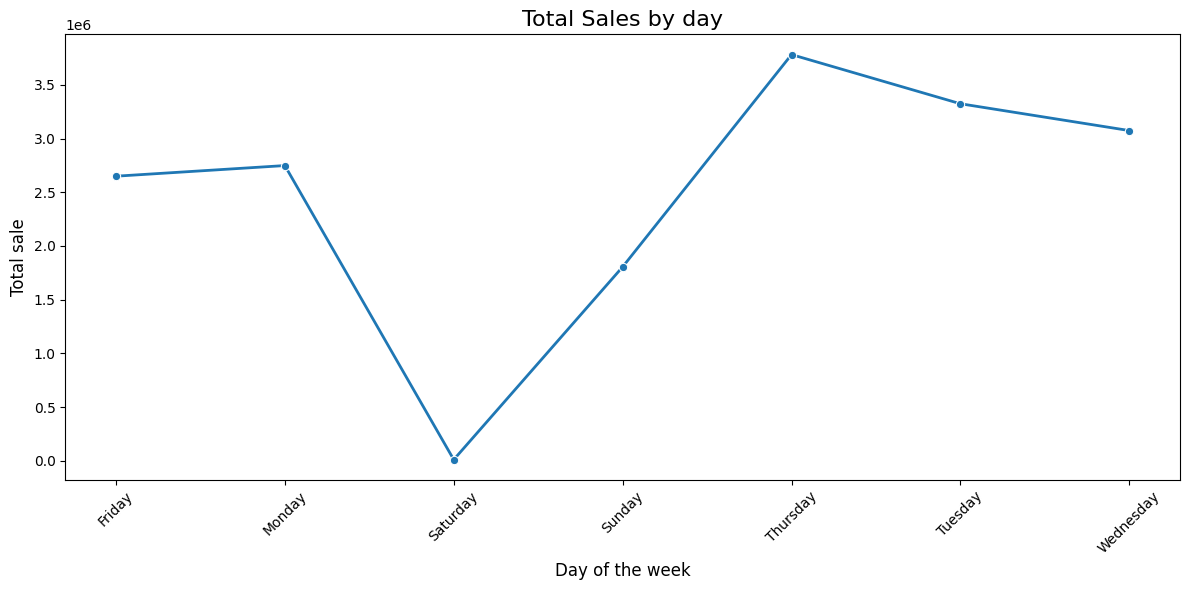 Total Sales by day
1e6
3.5
3.0
2.5
2.0
1.5
1.0
0.5
0.0
Total sale
Friday
Monday
Saturday
Sunday
Thursday
Tuesday
Wednesday
Day of the week